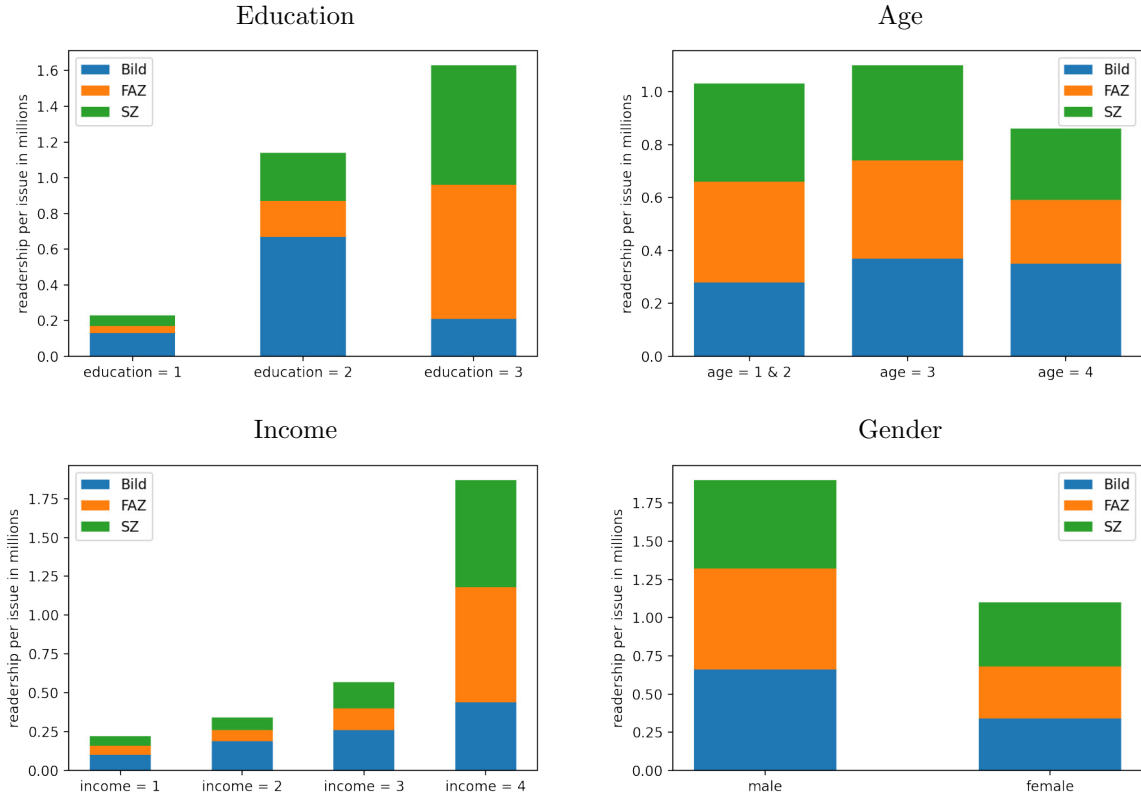 Education
readership per issue in millions
1.6
1.4
1.2
1.0
0.8
0.6
0.4
0.2
0.0
Bild
FAZ
SZ
education = 1 education = 2 education = 3
Age
readership per issue in millions
1.0
0.8
0.6
0.4
0.2
0.0
Bild
FAZ
SZ
age = 1 & 2 age = 3 age = 4
Income
readership per issue in millions
1.75
1.50
1.25
1.00
0.75
0.50
0.25
0.00
Bild
FAZ
SZ
income = 1 income = 2 income = 3 income = 4
Gender
readership per issue in millions
1.75
1.50
1.25
1.00
0.75
0.50
0.25
0.00
Bild
FAZ
SZ
male female